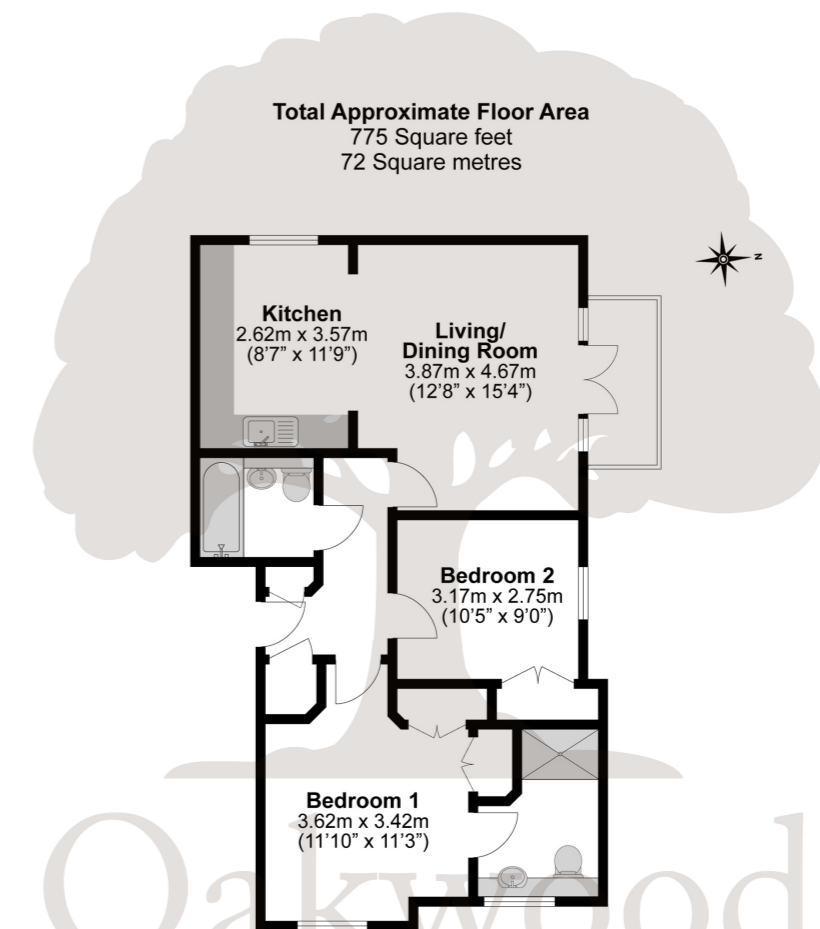 Total Approximate Floor Area
775 Square feet
72 Square metres
N
Kitchen
2.62m x 3.57m
(8'7” x 11'9”)
Living/
Dining Room
3.87m x 4.67m
(12'8” x 15'4”)
Bedroom 2
3.17m x 2.75m
(10'5” x 9'0”)
Bedroom 1
3.62m x 3.42m
(11'10” x 11'3”)
Oakwood